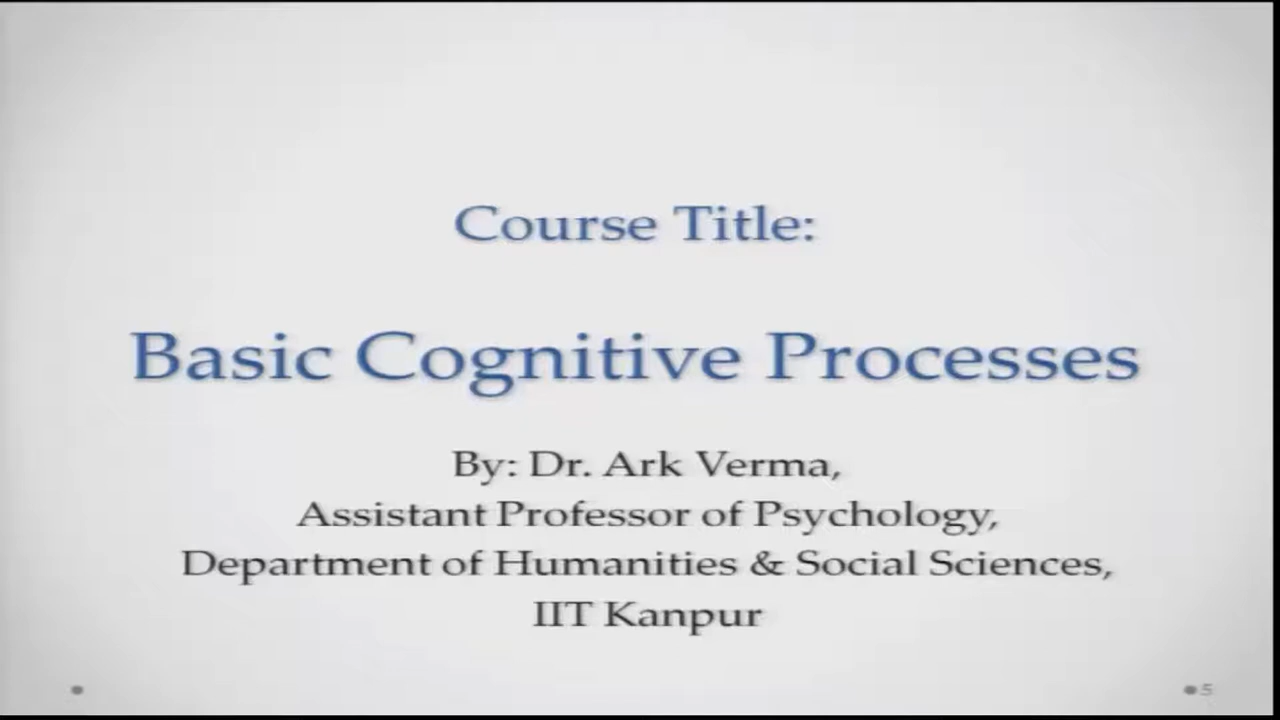 Course Title:
Basic Cognitive Processes
By: Dr. Ark Verma,
Assistant Professor of Psychology,
Department of Humanities & Social Sciences,
IIT Kanpur
5